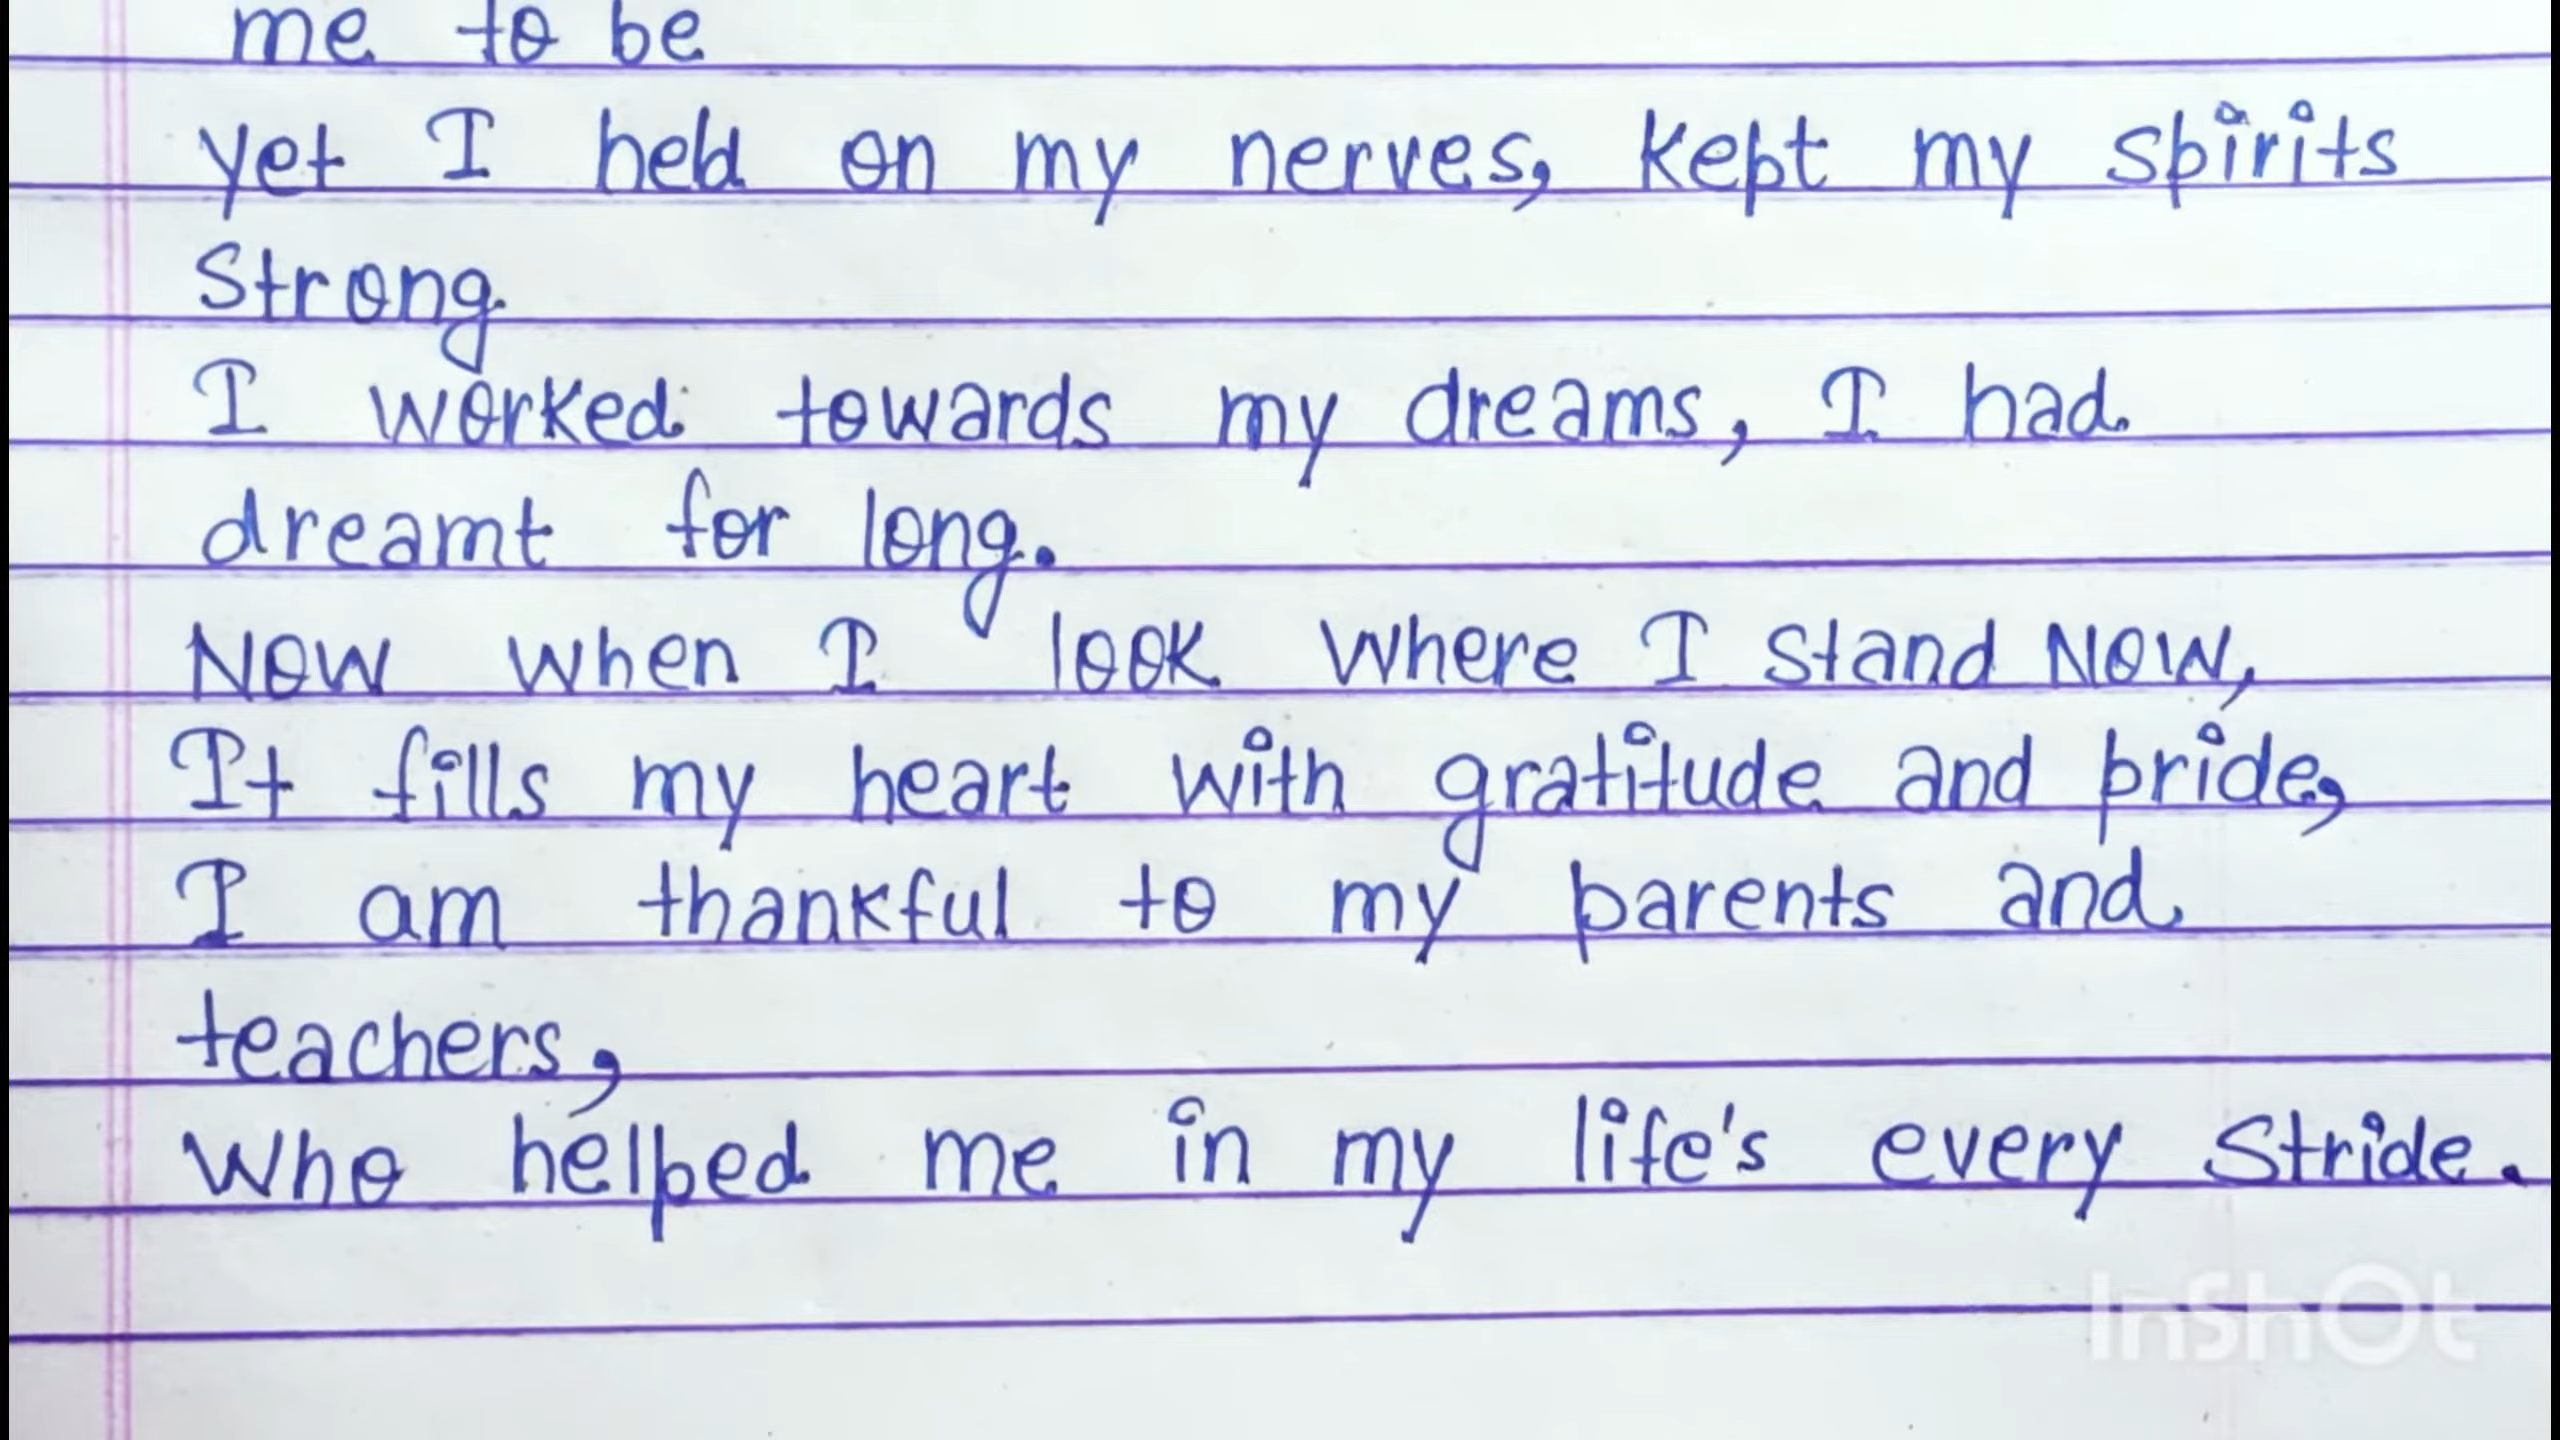 me to be
yet I held on my nerves, kept my spirits
Strong
I worked towards my dreams, I had
dreamt for long.
Now when I look where I stand Now,
It fills my heart with gratitude and pride,
I am thankful to my parents and
teachers,
Who helped me in my life's every Stride.
InShOt